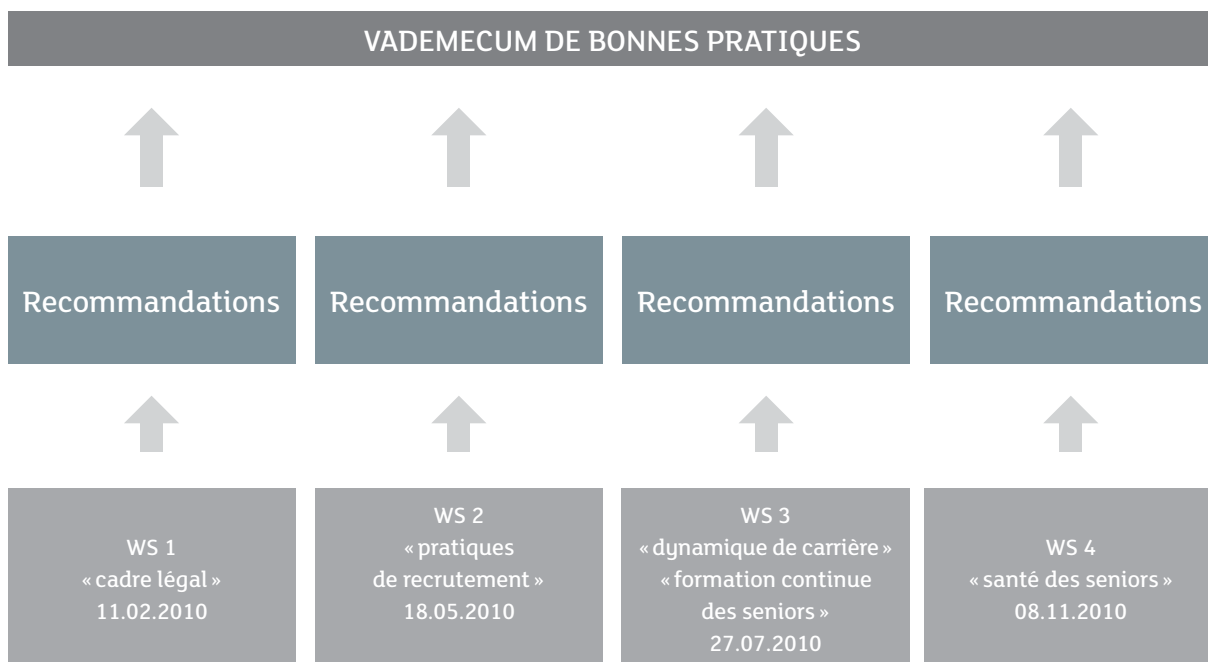 VADEMECUM DE BONNES PRATIQUES
Recommandations
Recommandations
Recommandations
Recommandations
WS 1
« cadre légal »
11.02.2010
WS 2
« pratiques
de recrutement »
18.05.2010
WS 3
« dynamique de carrière »
« formation continue
des seniors »
27.07.2010
WS 4
« santé des seniors »
08.11.2010